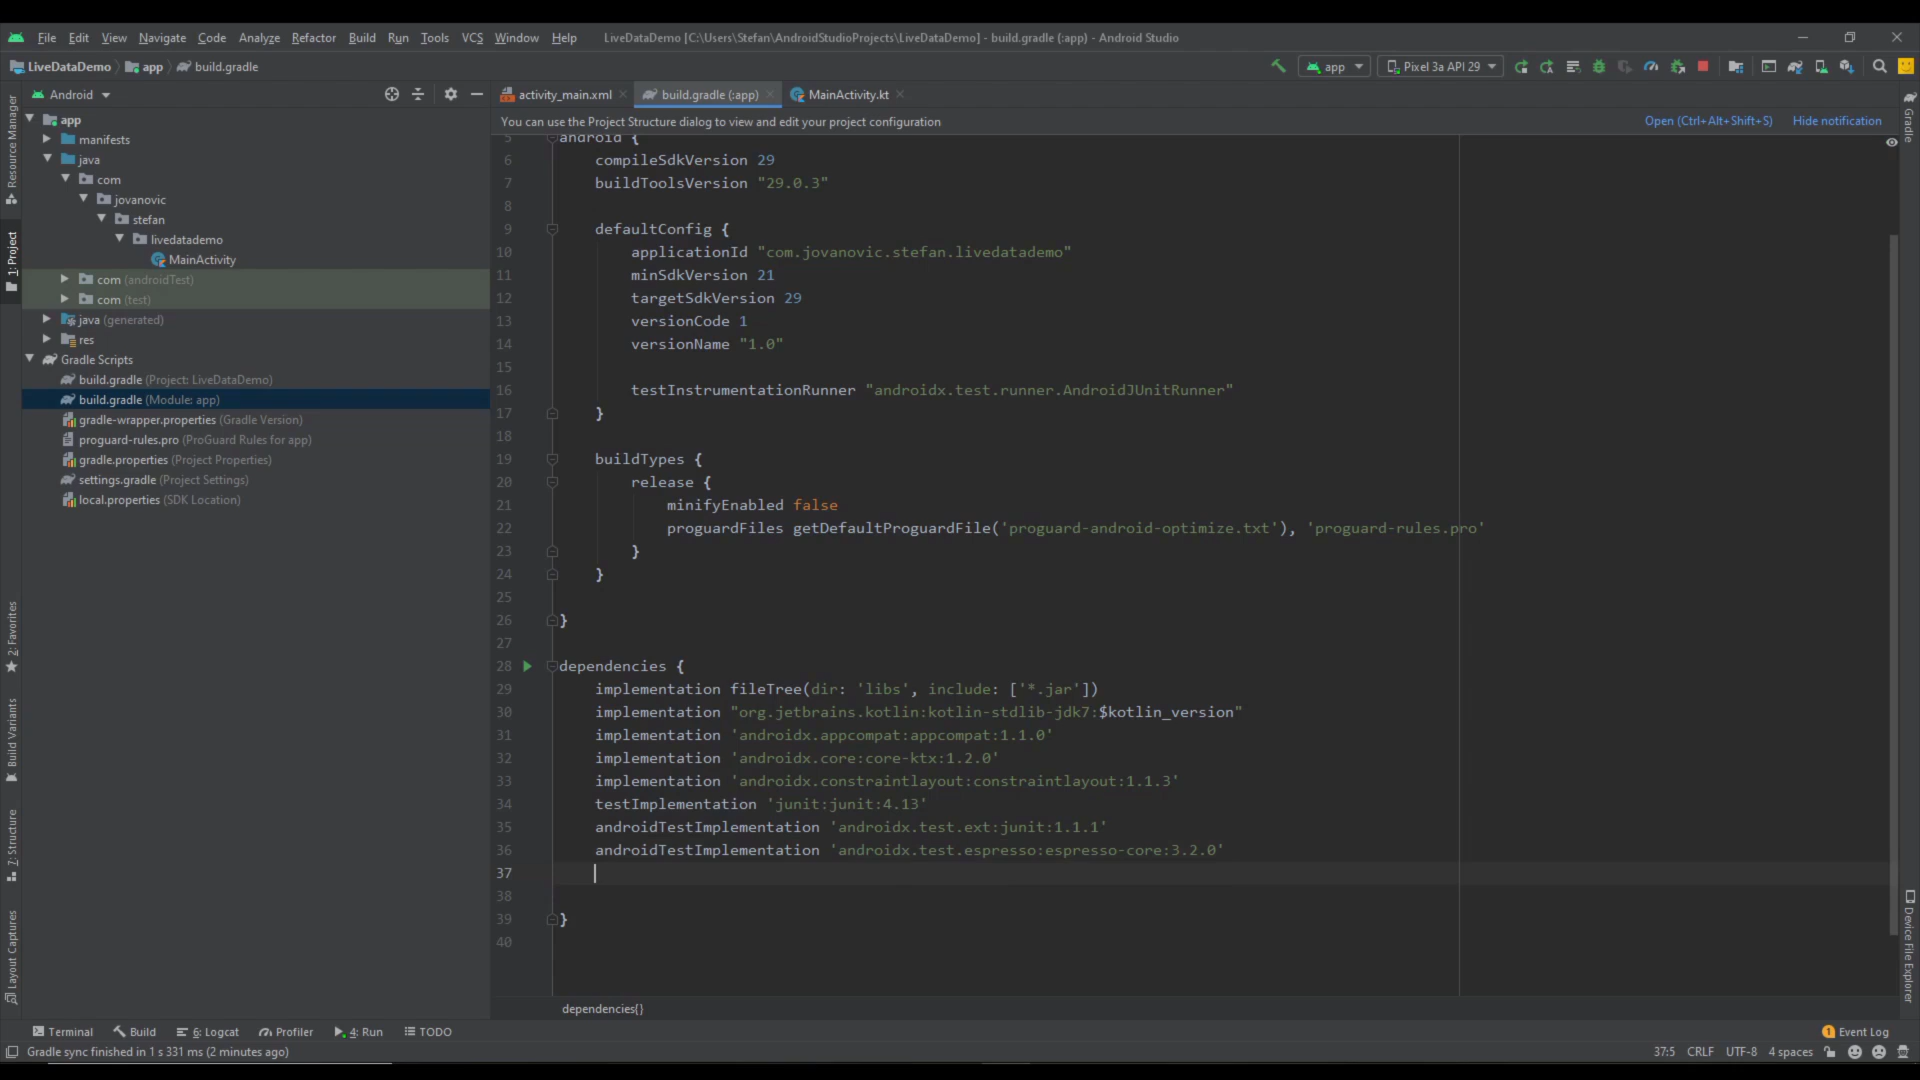 File Edit View Navigate Code Analyze Refactor Build Run Tools VCS Window Help LiveDataDemo [C:\Users\Stefan\AndroidStudioProjects\LiveDataDemo] - build.gradle (:app) - Android Studio
LiveDataDemo app build.gradle app Pixel 3a API 29
Android activity_main.xml build.gradle (:app) MainActivity.kt
You can use the Project Structure dialog to view and edit your project configuration Open (Ctrl+Alt+Shift+S) Hide notification
Resource Manager
1: Project
2: Favorites
Build Variants
7: Structure
Layout Captures
app
manifests
java
com
jovanovic
stefan
livedatademo
MainActivity
com (androidTest)
com (test)
java (generated)
res
Gradle Scripts
build.gradle (Project: LiveDataDemo)
build.gradle (Module: app)
gradle-wrapper.properties (Gradle Version)
proguard-rules.pro (ProGuard Rules for app)
gradle.properties (Project Properties)
settings.gradle (Project Settings)
local.properties (SDK Location)
5 android {
6 compileSdkVersion 29
7 buildToolsVersion "29.0.3"
8
9 defaultConfig {
10 applicationId "com.jovanovic.stefan.livedatademo"
11 minSdkVersion 21
12 targetSdkVersion 29
13 versionCode 1
14 versionName "1.0"
15
16 testInstrumentationRunner "androidx.test.runner.AndroidJUnitRunner"
17 }
18
19 buildTypes {
20 release {
21 minifyEnabled false
22 proguardFiles getDefaultProguardFile('proguard-android-optimize.txt'), 'proguard-rules.pro'
23 }
24 }
25
26 }
27
28 dependencies {
29 implementation fileTree(dir: 'libs', include: ['*.jar'])
30 implementation "org.jetbrains.kotlin:kotlin-stdlib-jdk7:$kotlin_version"
31 implementation 'androidx.appcompat:appcompat:1.1.0'
32 implementation 'androidx.core:core-ktx:1.2.0'
33 implementation 'androidx.constraintlayout:constraintlayout:1.1.3'
34 testImplementation 'junit:junit:4.13'
35 androidTestImplementation 'androidx.test.ext:junit:1.1.1'
36 androidTestImplementation 'androidx.test.espresso:espresso-core:3.2.0'
37
38
39 }
40
dependencies{}
Gradle
Device File Explorer
Terminal Build 6: Logcat Profiler 4: Run TODO 1 Event Log
Gradle sync finished in 1 s 331 ms (2 minutes ago) 37:5 CRLF UTF-8 4 spaces